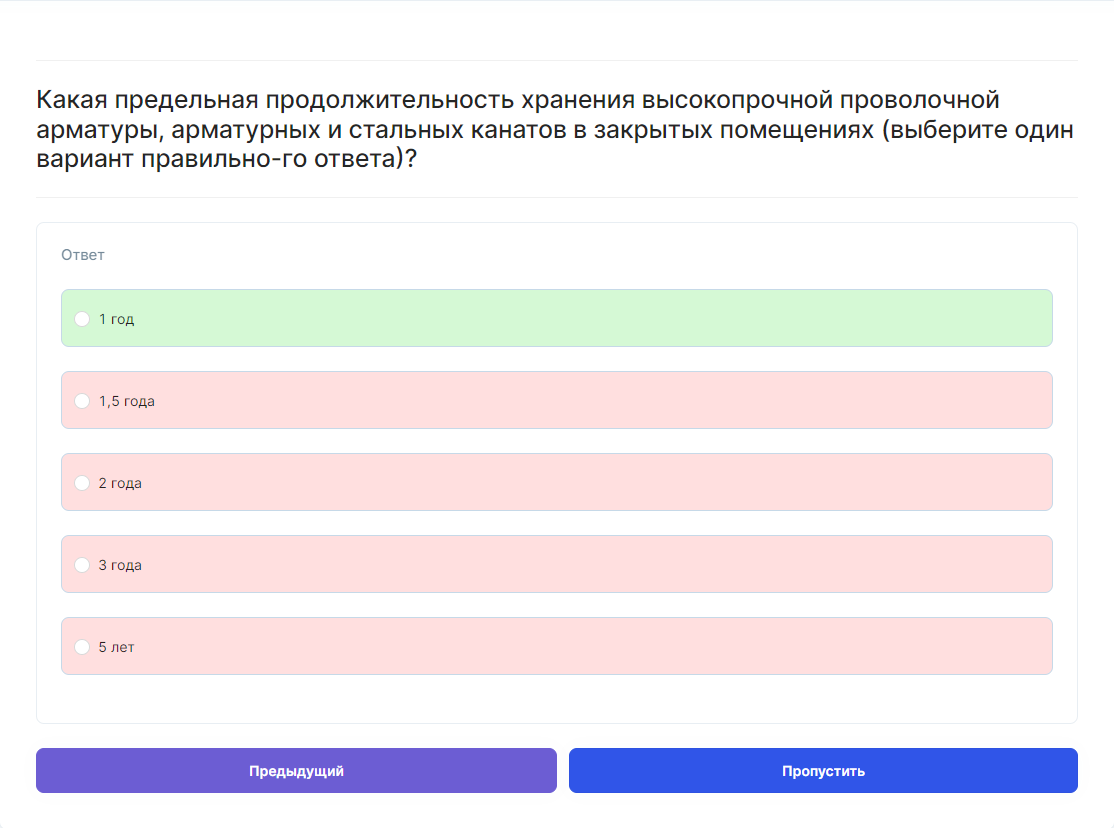 Какая предельная продолжительность хранения высокопрочной проволочной
арматуры, арматурных и стальных канатов в закрытых помещениях (выберите один
вариант правильно-го ответа)?
Ответ
1 год
1,5 года
2 года
3 года
5 лет
Предыдущий
Пропустить